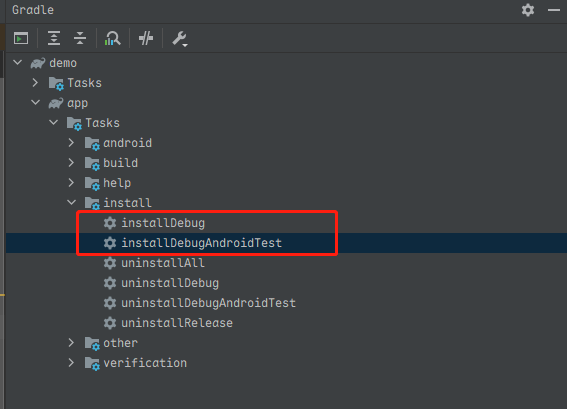 Gradle
demo
Tasks
app
Tasks
android
build
help
install
installDebug
installDebugAndroidTest
uninstallAll
uninstallDebug
uninstallDebugAndroidTest
uninstallRelease
other
verification